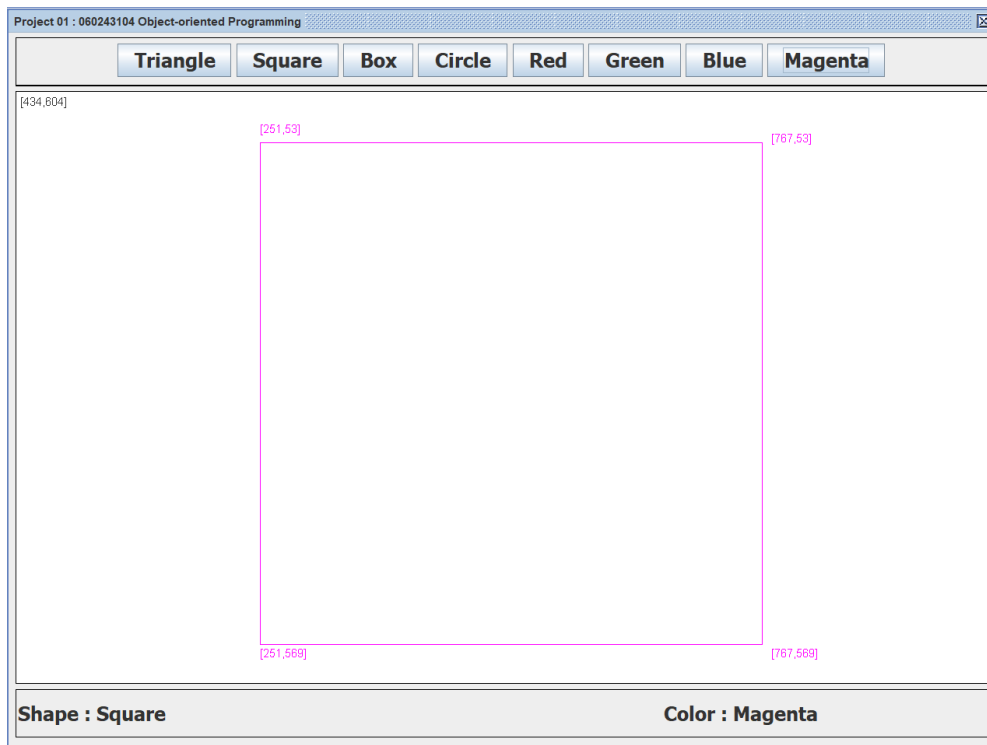 Project 01 : 060243104 Object-oriented Programming
Triangle Square Box Circle Red Green Blue Magenta
[434,604]
[251,53]
[767,53]
[251,569]
[767,569]
Shape : Square Color : Magenta